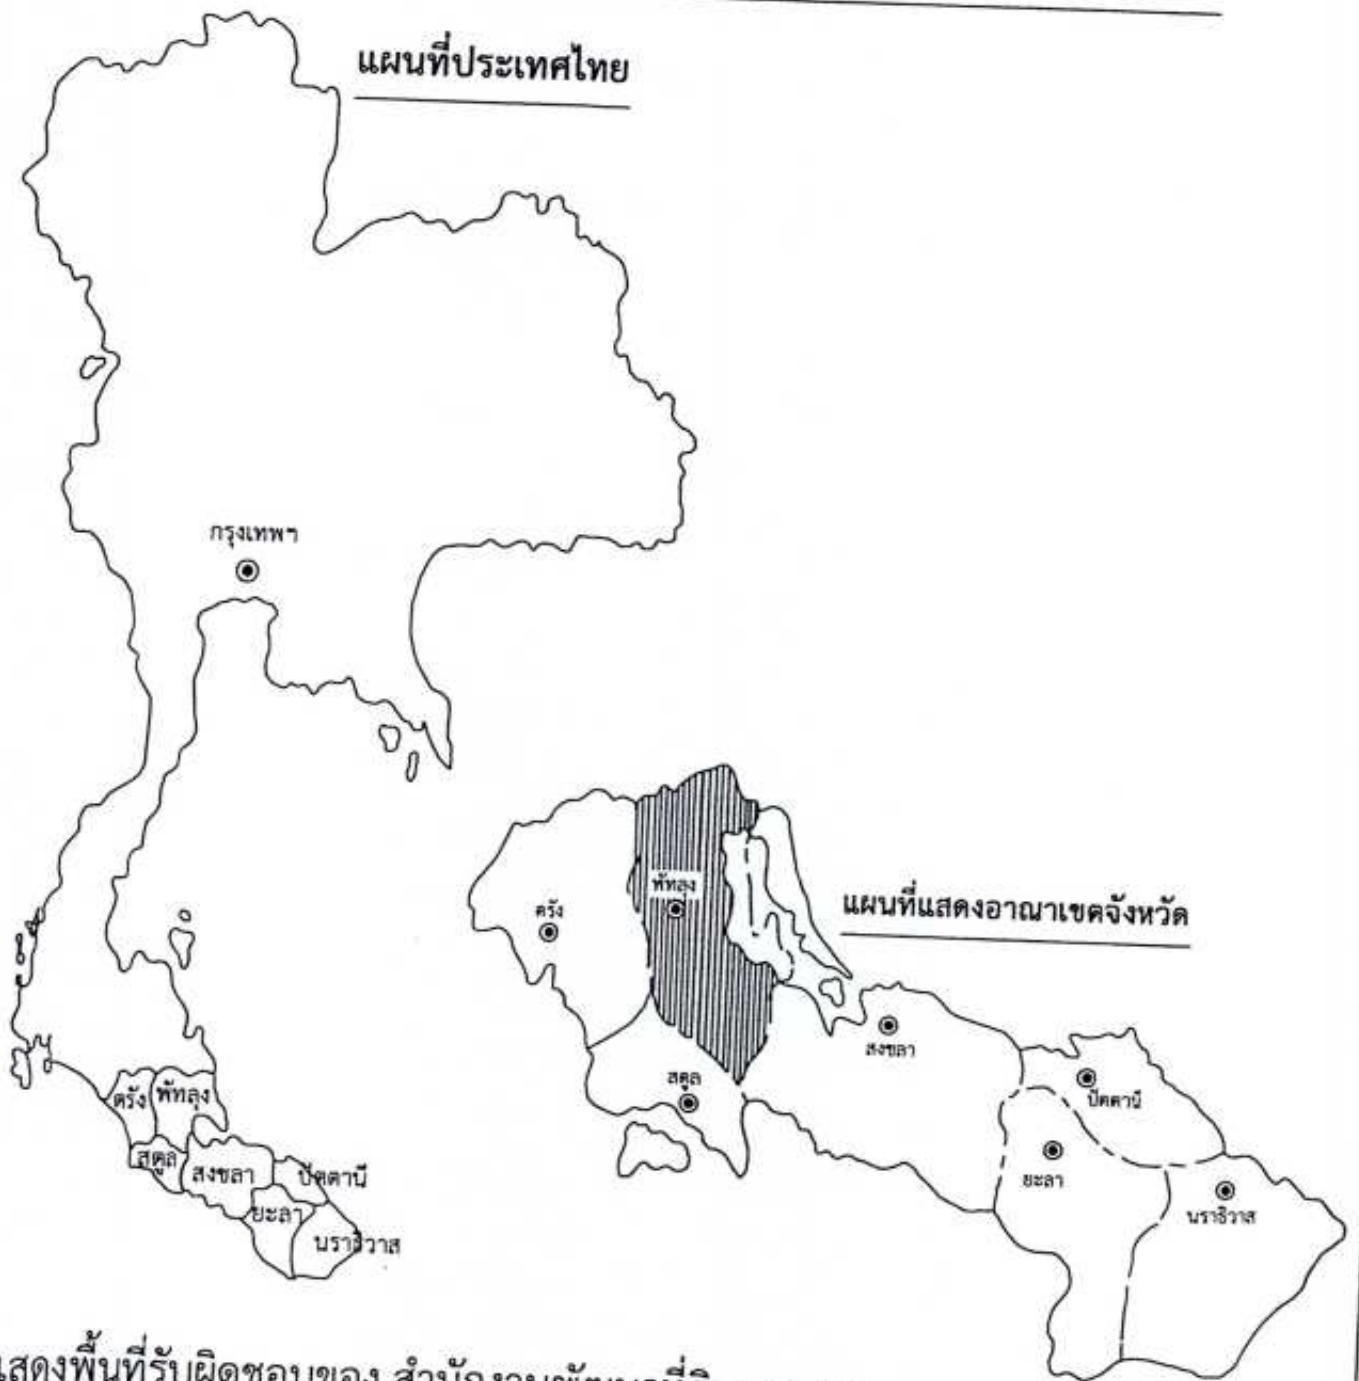 แผนที่ประเทศไทย
กรุงเทพฯ
ตรัง
พัทลุง
สตูล
สงขลา
ปัตตานี
ยะลา
นราธิวาส
แผนที่แสดงอาณาเขตจังหวัด
พัทลุง
ตรัง
สงขลา
สตูล
ปัตตานี
ยะลา
นราธิวาส
แสดงพื้นที่รับผิดชอบของ สำนักงานพัฒนาที่ดิน